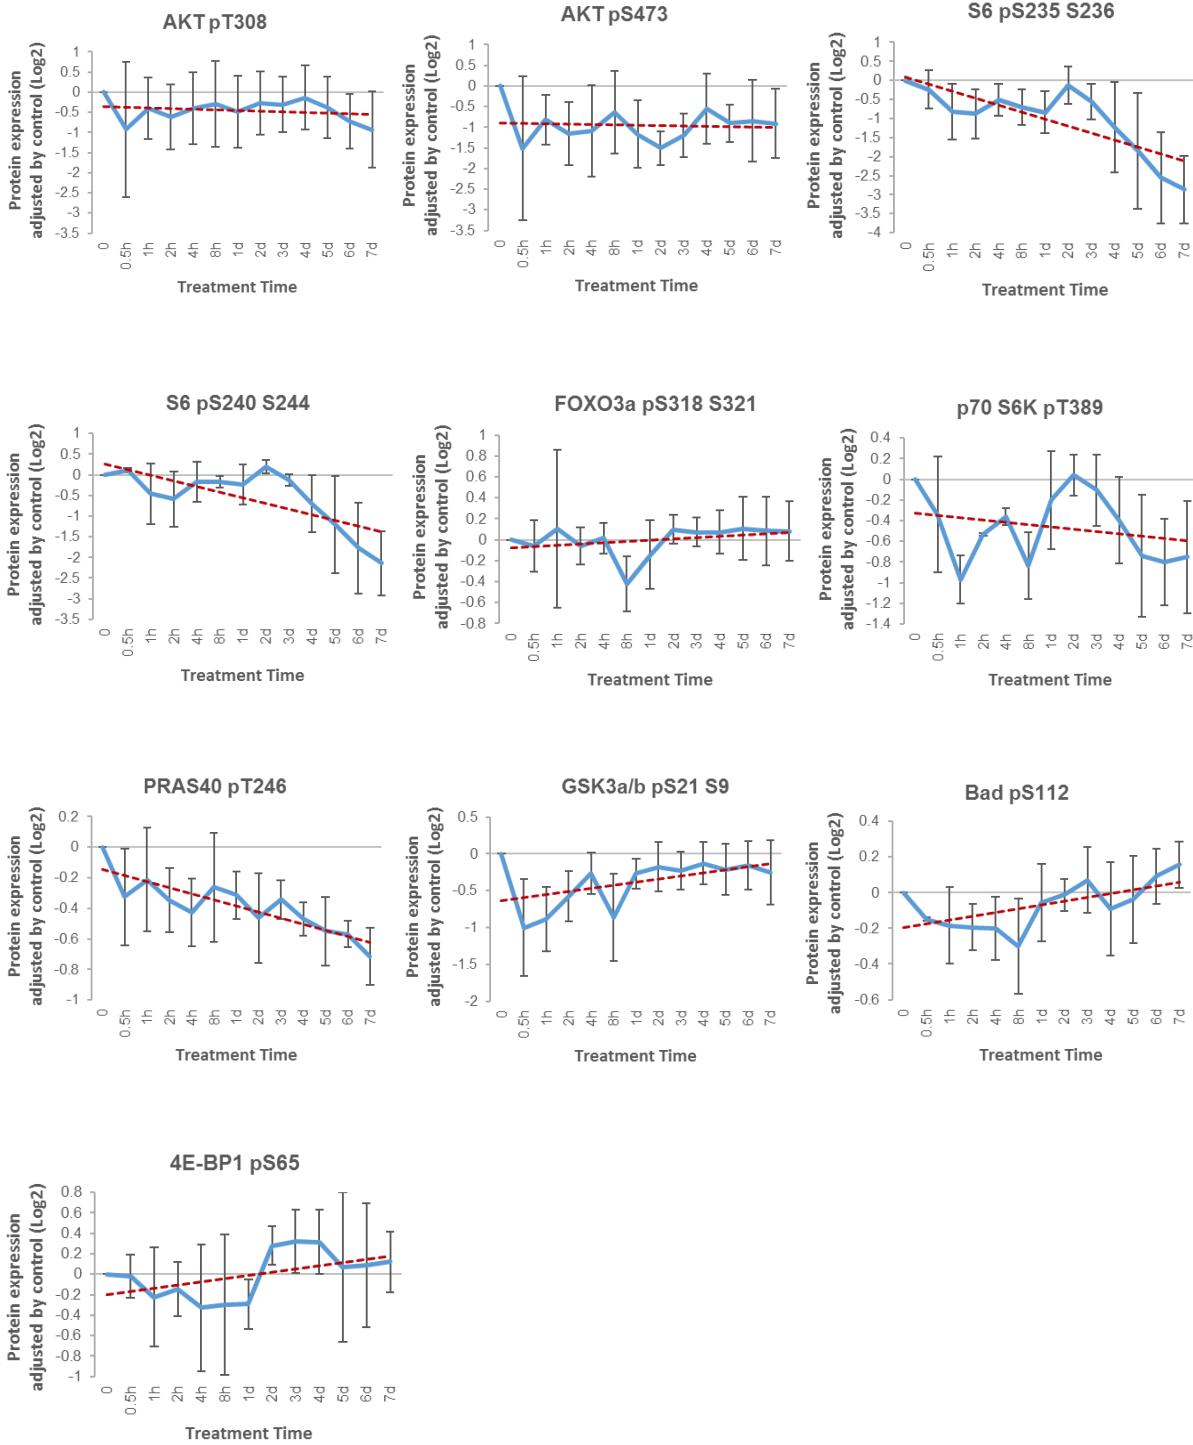 AKT pT308
Protein expression
adjusted by control (Log2)
1
0.5
0
-0.5
-1
-1.5
-2
-2.5
-3
-3.5
0 0.5h 1h 2h 4h 8h 1d 2d 3d 4d 5d 6d 7d
Treatment Time
AKT pS473
Protein expression
adjusted by control (Log2)
1
0.5
0
-0.5
-1
-1.5
-2
-2.5
-3
-3.5
0 0.5h 1h 2h 4h 8h 1d 2d 3d 4d 5d 6d 7d
Treatment Time
S6 pS235 S236
Protein expression
adjusted by control (Log2)
1
0.5
0
-0.5
-1
-1.5
-2
-2.5
-3
-3.5
-4
0 0.5h 1h 2h 4h 8h 1d 2d 3d 4d 5d 6d 7d
Treatment Time
S6 pS240 S244
Protein expression
adjusted by control (Log2)
1
0.5
0
-0.5
-1
-1.5
-2
-2.5
-3
-3.5
0 0.5h 1h 2h 4h 8h 1d 2d 3d 4d 5d 6d 7d
Treatment Time
FOXO3a pS318 S321
Protein expression
adjusted by control (Log2)
1
0.8
0.6
0.4
0.2
0
-0.2
-0.4
-0.6
-0.8
0 0.5h 1h 2h 4h 8h 1d 2d 3d 4d 5d 6d 7d
Treatment Time
p70 S6K pT389
Protein expression
adjusted by control (Log2)
0.4
0.2
0
-0.2
-0.4
-0.6
-0.8
-1
-1.2
-1.4
0 0.5h 1h 2h 4h 8h 1d 2d 3d 4d 5d 6d 7d
Treatment Time
PRAS40 pT246
Protein expression
adjusted by control (Log2)
0.2
0
-0.2
-0.4
-0.6
-0.8
-1
0 0.5h 1h 2h 4h 8h 1d 2d 3d 4d 5d 6d 7d
Treatment Time
GSK3a/b pS21 S9
Protein expression
adjusted by control (Log2)
0.5
0
-0.5
-1
-1.5
-2
0 0.5h 1h 2h 4h 8h 1d 2d 3d 4d 5d 6d 7d
Treatment Time
Bad pS112
Protein expression
adjusted by control (Log2)
0.4
0.2
0
-0.2
-0.4
-0.6
0 0.5h 1h 2h 4h 8h 1d 2d 3d 4d 5d 6d 7d
Treatment Time
4E-BP1 pS65
Protein expression
adjusted by control (Log2)
0.8
0.6
0.4
0.2
0
-0.2
-0.4
-0.6
-0.8
-1
0 0.5h 1h 2h 4h 8h 1d 2d 3d 4d 5d 6d 7d
Treatment Time